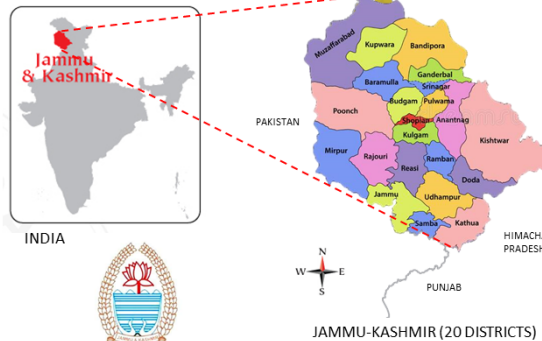 Jammu
& Kashmir
INDIA
Muzaffarabad
Kupwara
Bandipora
Baramulla
Ganderbal
Srinagar
Budgam
Pulwama
Poonch
Shopian
Anantnag
Kulgam
Kishtwar
PAKISTAN
Mirpur
Rajouri
Reasi
Ramban
Doda
Jammu
Udhampur
Samba
Kathua
HIMACHA
PRADESH
N
W
E
S
PUNJAB
JAMMU-KASHMIR (20 DISTRICTS)